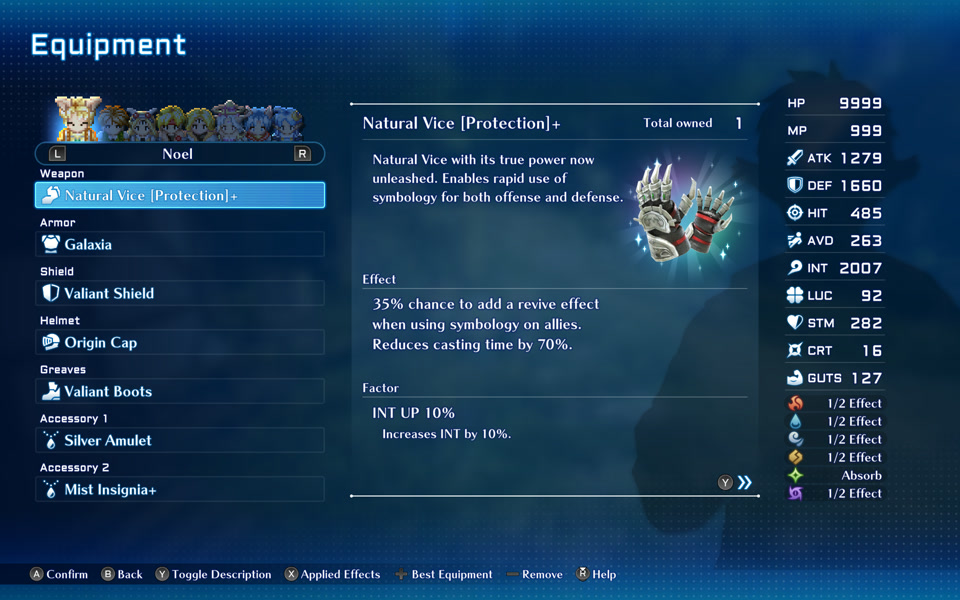 Equipment
L Noel R
Weapon
Natural Vice [Protection]+
Armor
Galaxia
Shield
Valiant Shield
Helmet
Origin Cap
Greaves
Valiant Boots
Accessory 1
Silver Amulet
Accessory 2
Mist Insignia+
Natural Vice [Protection]+ Total owned 1
Natural Vice with its true power now
unleashed. Enables rapid use of
symbology for both offense and defense.
Effect
35% chance to add a revive effect
when using symbology on allies.
Reduces casting time by 70%.
Factor
INT UP 10%
Increases INT by 10%.
Y
HP 9999
MP 999
ATK 1279
DEF 1660
HIT 485
AVD 263
INT 2007
LUC 92
STM 282
CRT 16
GUTS 127
1/2 Effect
1/2 Effect
1/2 Effect
1/2 Effect
Absorb
1/2 Effect
A Confirm B Back Y Toggle Description X Applied Effects Best Equipment Remove R Help